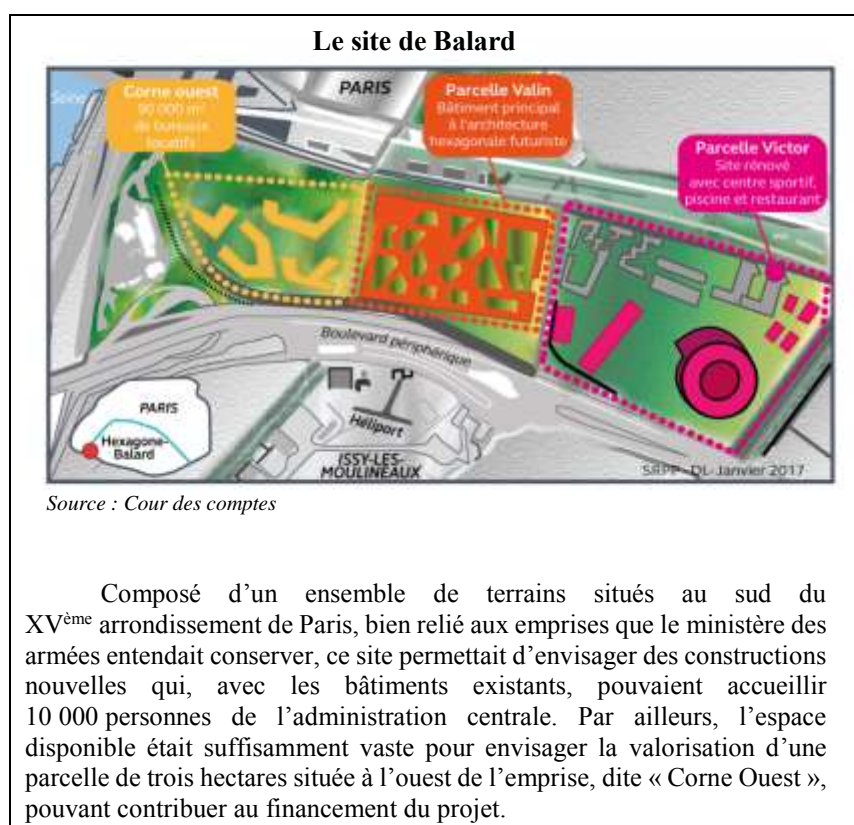 Le site de Balard
Seine
PARIS
Corne ouest
90 000 m²
de bureaux
locatifs
Parcelle Valin
Bâtiment principal
à l'architecture
hexagonale futuriste
Parcelle Victor
Site rénové
avec centre sportif,
piscine et restaurant
Boulevard périphérique
PARIS
Hexagone-
Balard
Héliport
ISSY-LES-
MOULINEAUX
SRPP - DL- Janvier 2017
Source : Cour des comptes
Composé d’un ensemble de terrains situés au sud du
XVème arrondissement de Paris, bien relié aux emprises que le ministère des
armées entendait conserver, ce site permettait d’envisager des constructions
nouvelles qui, avec les bâtiments existants, pouvaient accueillir
10 000 personnes de l’administration centrale. Par ailleurs, l’espace
disponible était suffisamment vaste pour envisager la valorisation d’une
parcelle de trois hectares située à l’ouest de l’emprise, dite « Corne Ouest »,
pouvant contribuer au financement du projet.